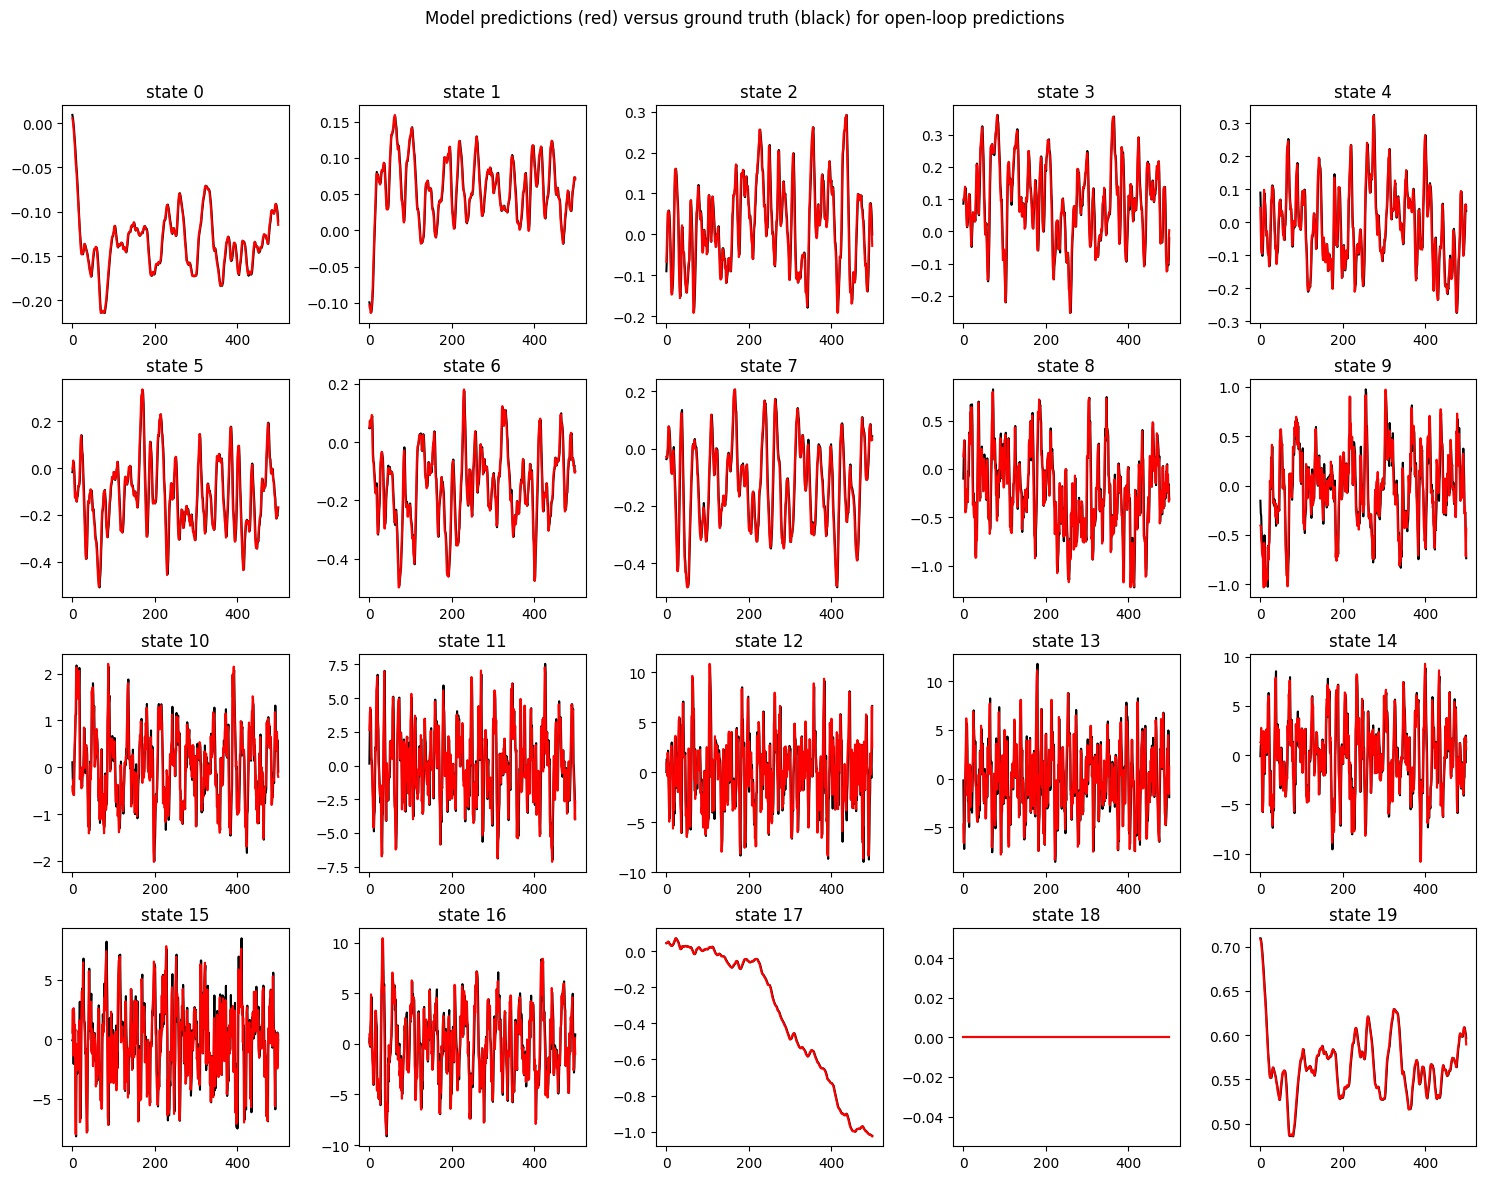 Model predictions (red) versus ground truth (black) for open-loop predictions
state 0 state 1 state 2 state 3 state 4
0.00 0.15 0.3 0.3 0.3
−0.05 0.10 0.2 0.2 0.2
−0.10 0.05 0.1 0.1 0.1
−0.15 0.00 0.0 0.0 0.0
−0.20 −0.05 −0.1 −0.1 −0.1
−0.10 −0.2 −0.2 −0.2
−0.3
0 200 400 0 200 400 0 200 400 0 200 400 0 200 400
state 5 state 6 state 7 state 8 state 9
0.2 0.2 0.2 0.5 1.0
0.0 0.0 0.0 0.0 0.5
−0.2 −0.2 −0.2 −0.5 0.0
−0.4 −0.4 −0.4 −1.0 −0.5
−1.0
0 200 400 0 200 400 0 200 400 0 200 400 0 200 400
state 10 state 11 state 12 state 13 state 14
2 7.5 10 10 10
1 5.0 5 5 5
0 2.5 0 0 0
−1 0.0 −5 −5 −5
−2 −2.5 −10 −10
−5.0
−7.5
0 200 400 0 200 400 0 200 400 0 200 400 0 200 400
state 15 state 16 state 17 state 18 state 19
5 10 0.0 0.04 0.70
0 5 −0.2 0.02 0.65
−5 0 −0.4 0.00 0.60
−5 −0.6 −0.02 0.55
−10 −0.8 −0.04 0.50
−1.0
0 200 400 0 200 400 0 200 400 0 200 400 0 200 400